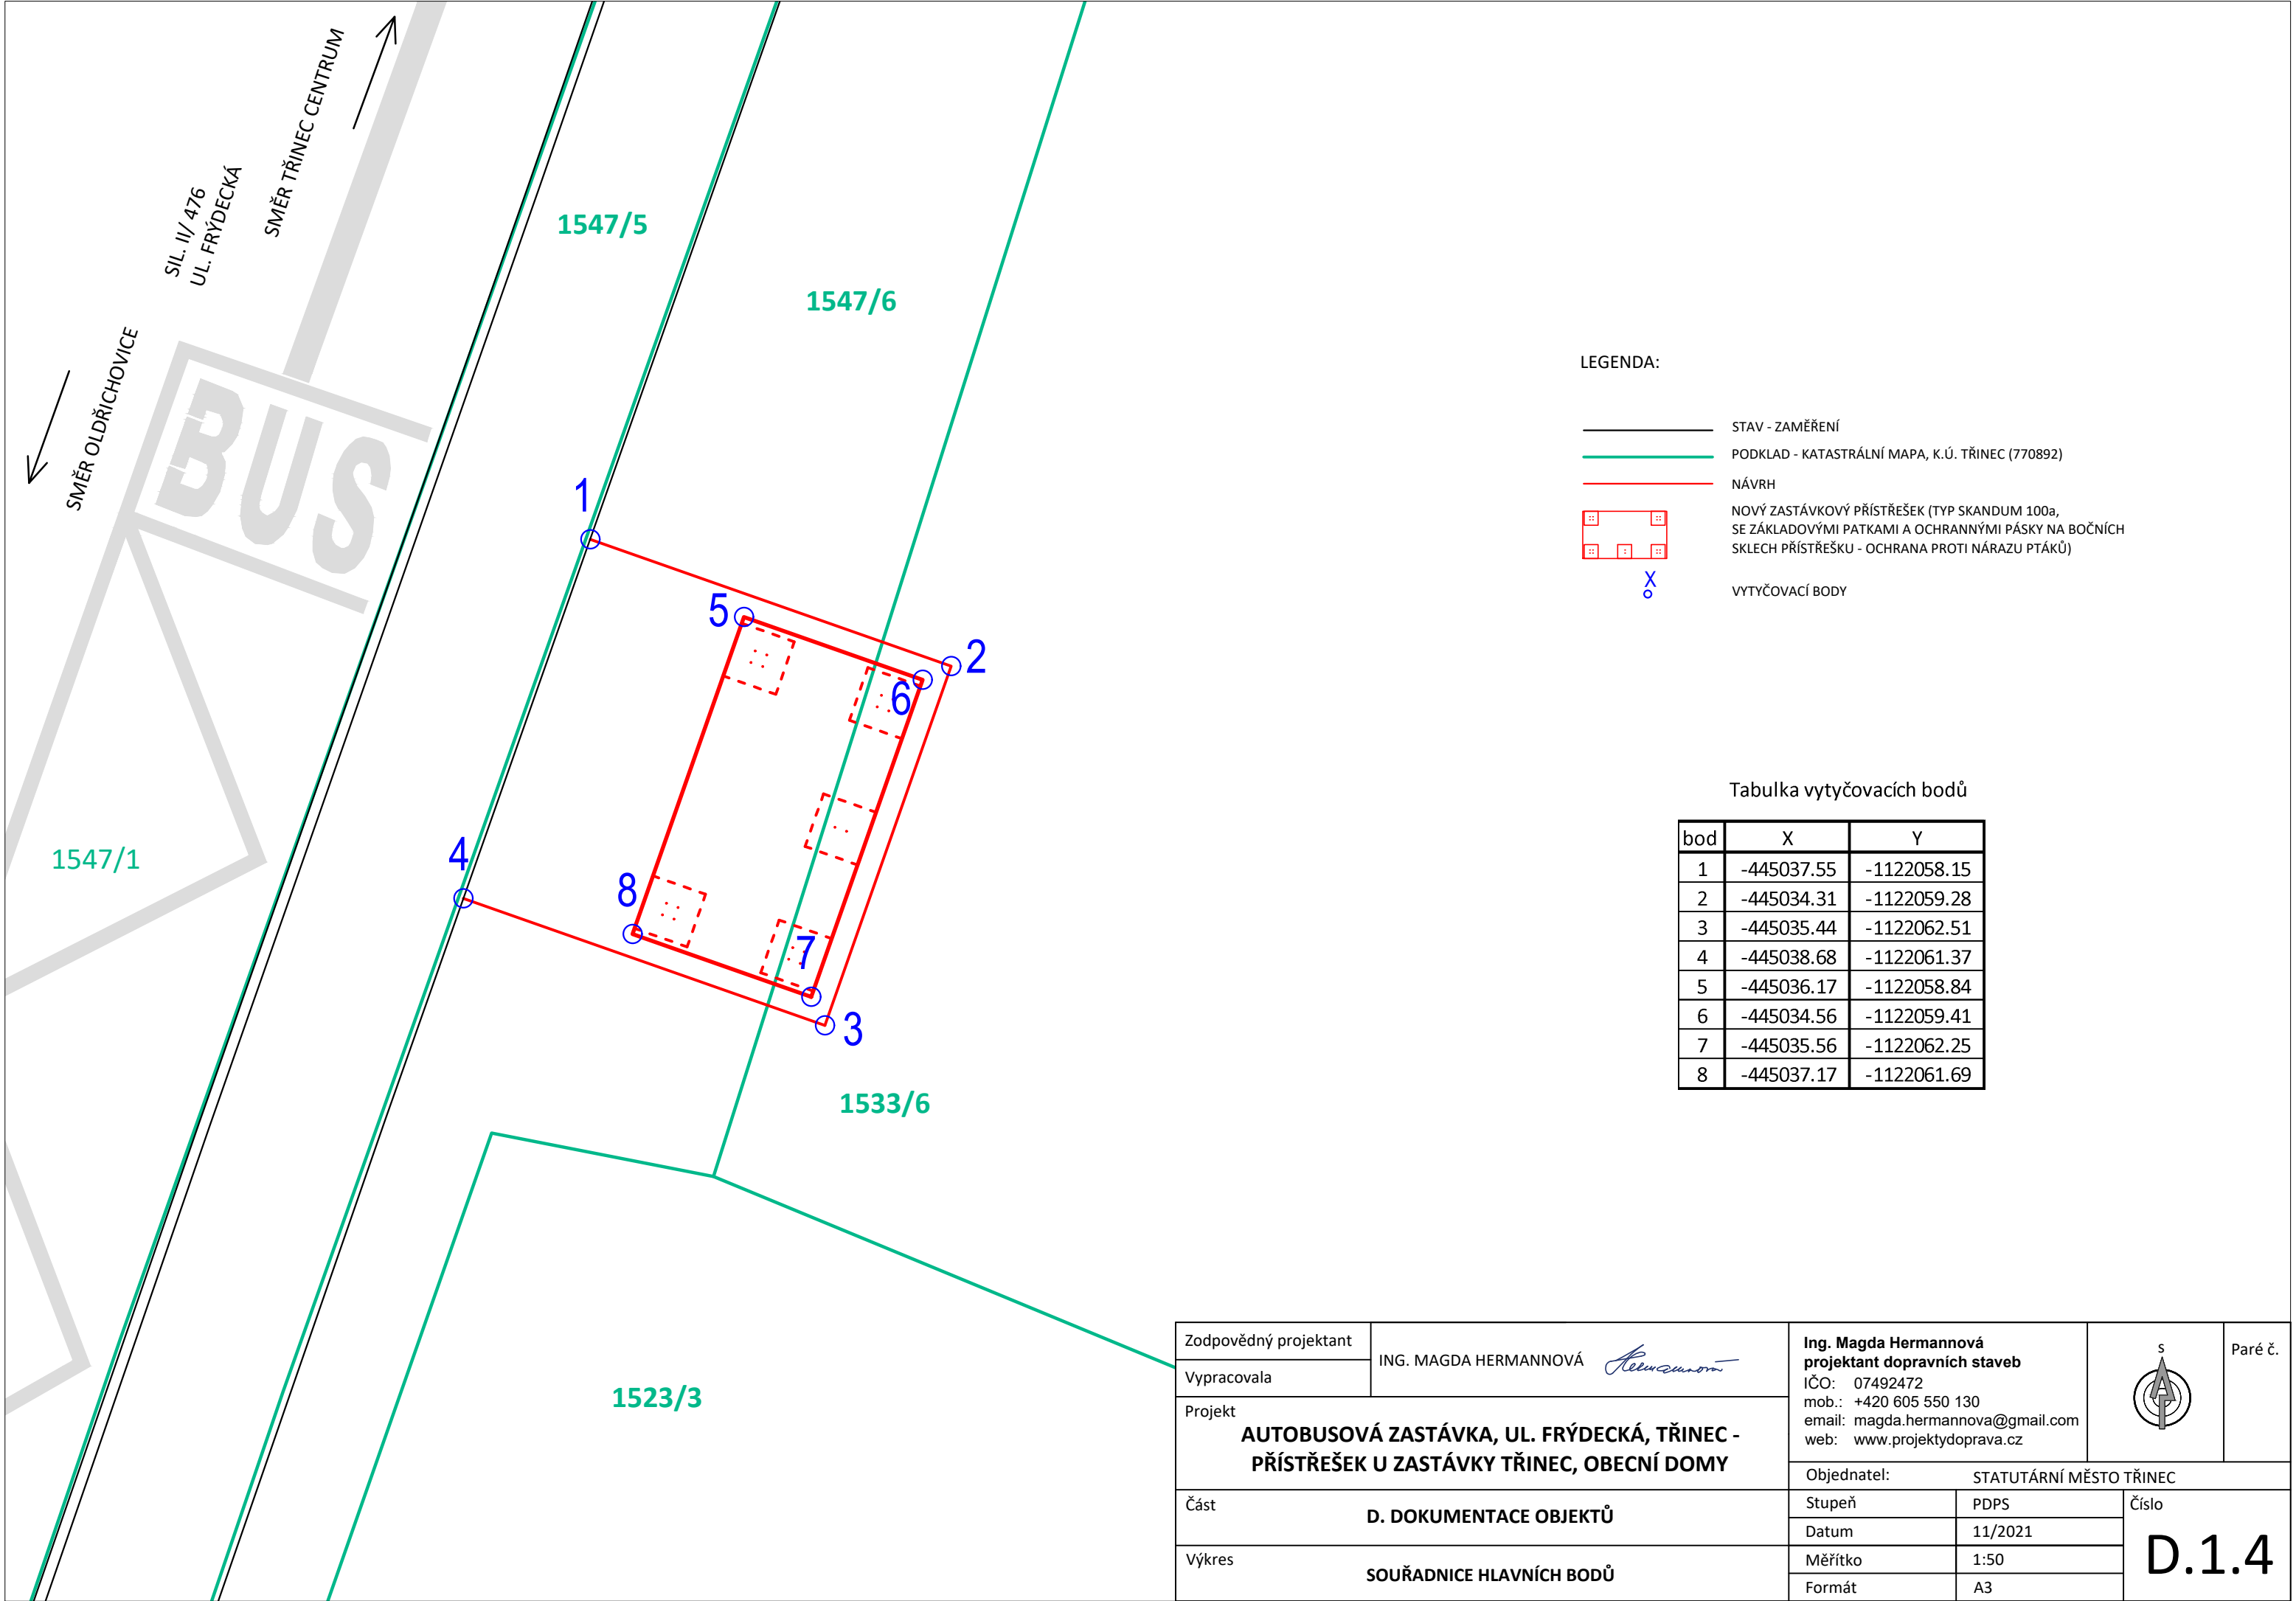 SMĚR TŘINEC CENTRUM
SIL. II/ 476
UL. FRÝDECKÁ
SMĚR OLDŘICHOVICE
BUS
1547/5
1547/6
1547/1
1533/6
1523/3
1
2
5
6
4
8
7
3
LEGENDA:
STAV - ZAMĚŘENÍ
PODKLAD - KATASTRÁLNÍ MAPA, K.Ú. TŘINEC (770892)
NÁVRH
NOVÝ ZASTÁVKOVÝ PŘÍSTŘEŠEK (TYP SKANDUM 100a,
SE ZÁKLADOVÝMI PATKAMI A OCHRANNÝMI PÁSKY NA BOČNÍCH
SKLECH PŘÍSTŘEŠKU - OCHRANA PROTI NÁRAZU PTÁKŮ)
X
VYTYČOVACÍ BODY
Tabulka vytyčovacích bodů
bod X Y
1 -445037.55 -1122058.15
2 -445034.31 -1122059.28
3 -445035.44 -1122062.51
4 -445038.68 -1122061.37
5 -445036.17 -1122058.84
6 -445034.56 -1122059.41
7 -445035.56 -1122062.25
8 -445037.17 -1122061.69
Zodpovědný projektant
Vypracovala
ING. MAGDA HERMANNOVÁ Hermannová
Projekt
AUTOBUSOVÁ ZASTÁVKA, UL. FRÝDECKÁ, TŘINEC -
PŘÍSTŘEŠEK U ZASTÁVKY TŘINEC, OBECNÍ DOMY
Část
D. DOKUMENTACE OBJEKTŮ
Výkres
SOUŘADNICE HLAVNÍCH BODŮ
Ing. Magda Hermannová
projektant dopravních staveb
IČO: 07492472
mob.: +420 605 550 130
email: magda.hermannova@gmail.com
web: www.projektydoprava.cz
S
Paré č.
Objednatel: STATUTÁRNÍ MĚSTO TŘINEC
Stupeň PDPS
Datum 11/2021
Měřítko 1:50
Formát A3
Číslo
D.1.4